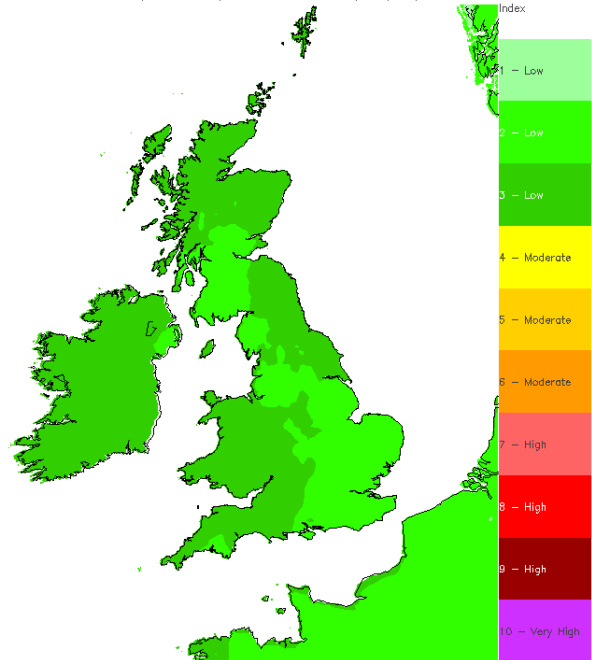 Index
1 - Low
2 - Low
3 - Low
4 - Moderate
5 - Moderate
6 - Moderate
7 - High
8 - High
9 - High
10 - Very High